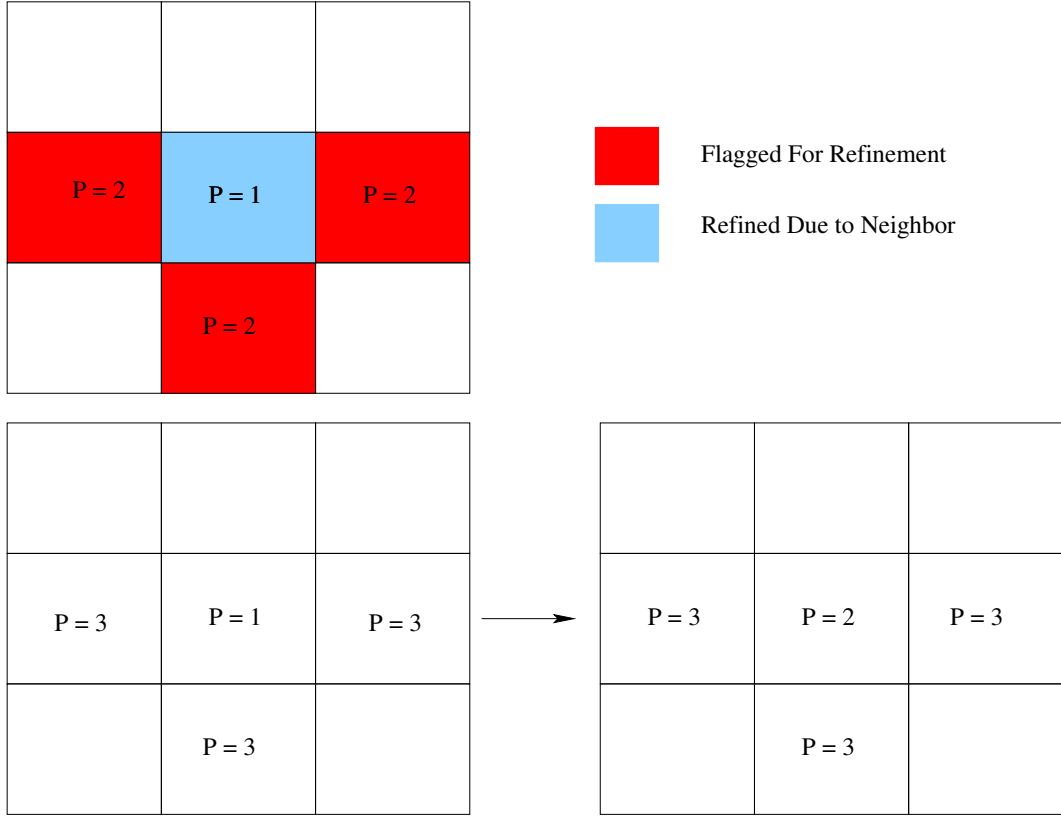 P = 2
P = 1
P = 2
P = 2
Flagged For Refinement
Refined Due to Neighbor
P = 3
P = 1
P = 3
P = 3
P = 3
P = 2
P = 3
P = 3